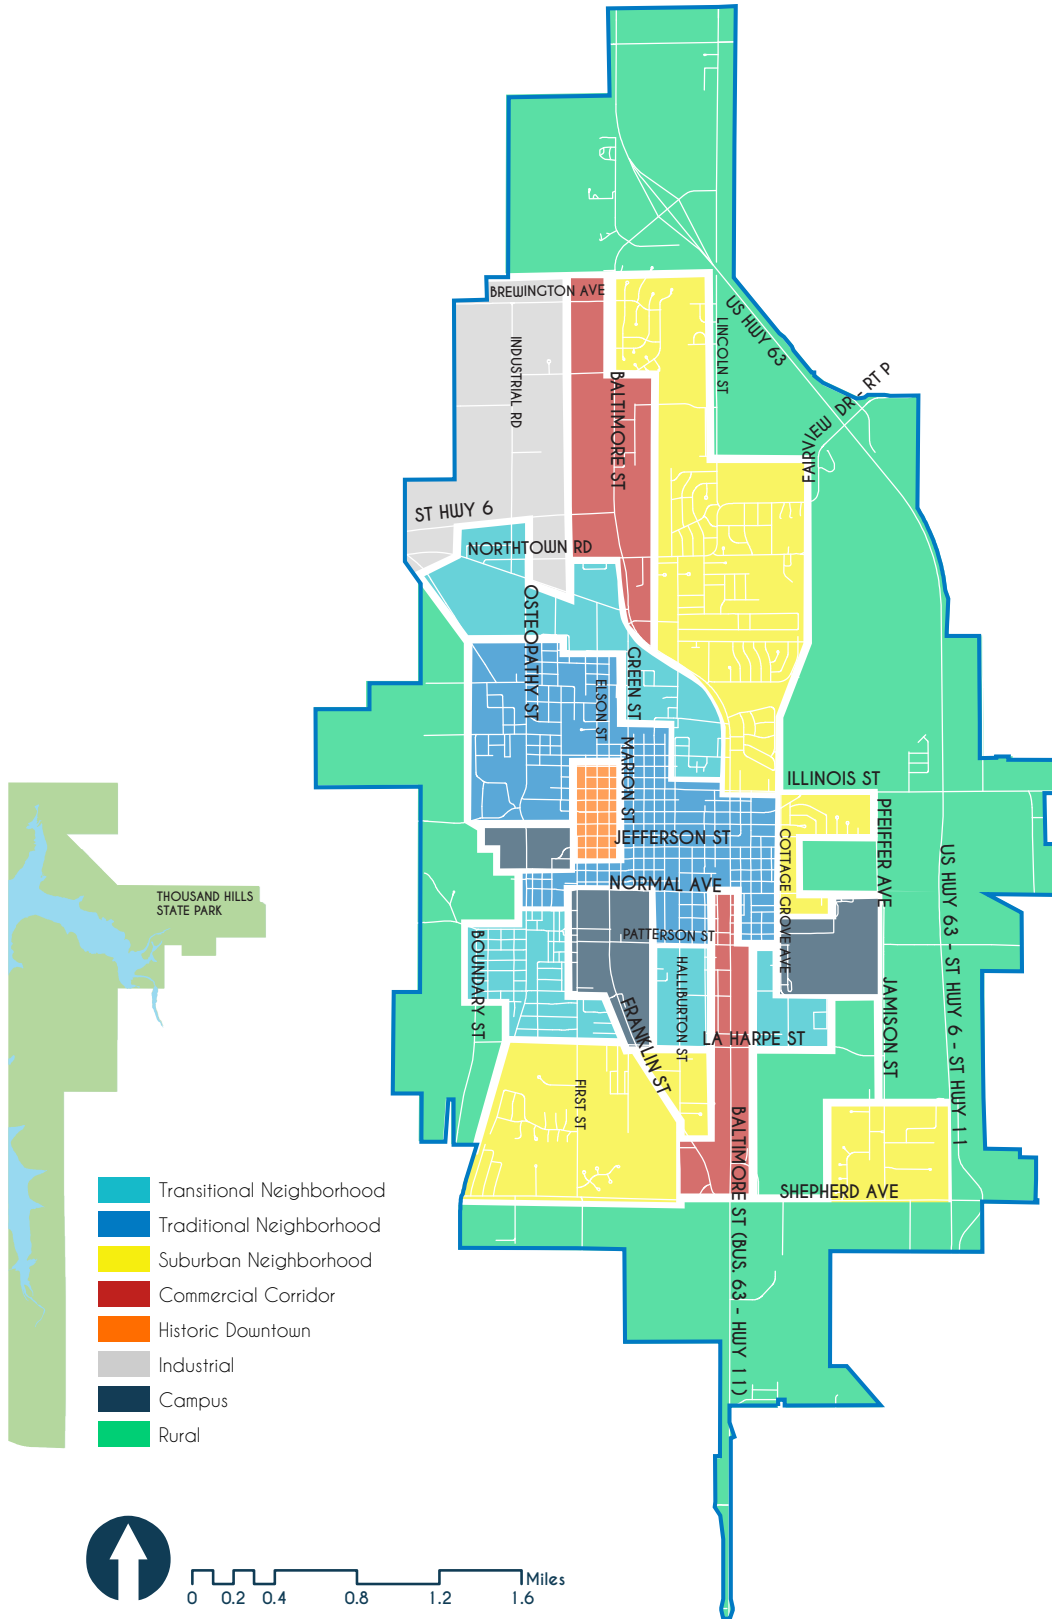 BREWINGTON AVE
US HWY 63
LINCOLN ST
INDUSTRIAL RD
BALTIMORE ST
FAIRVIEW DR - RT P
ST HWY 6
NORTHTOWN RD
OSTEOPATHY ST
GREEN ST
ELSON ST
MARION ST
ILLINOIS ST
PFEIFFER AVE
JEFFERSON ST
COTTAGE GROVE AVE
US HWY 63 - ST HWY 6 - ST HWY 11
NORMAL AVE
THOUSAND HILLS
STATE PARK
PATTERSON ST
BOUNDARY ST
HALLIBURTON ST
FRANKLIN ST
LA HARPE ST
JAMISON ST
FIRST ST
BALTIMORE ST (BUS. 63 - HWY 11)
SHEPHERD AVE
Transitional Neighborhood
Traditional Neighborhood
Suburban Neighborhood
Commercial Corridor
Historic Downtown
Industrial
Campus
Rural
Miles
0 0.2 0.4 0.8 1.2 1.6